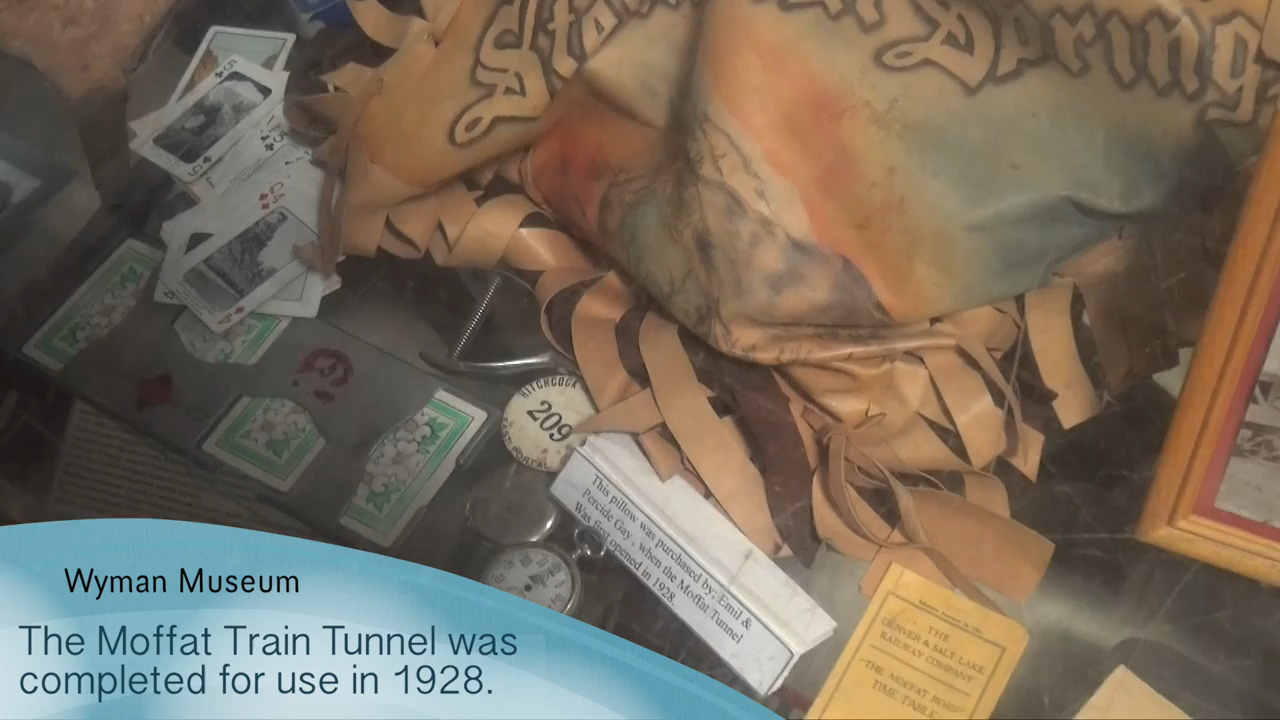 Springs
HITCHCOCK
209
EAST PORTAL
This pillow was purchased by; Emil &
Percide Gay , when the Moffat Tunnel
Was first opened in 1928.
THE
DENVER & SALT LAKE
RAILWAY COMPANY
"THE MOFFAT ROAD"
TIME TABLE
Wyman Museum
The Moffat Train Tunnel was
completed for use in 1928.